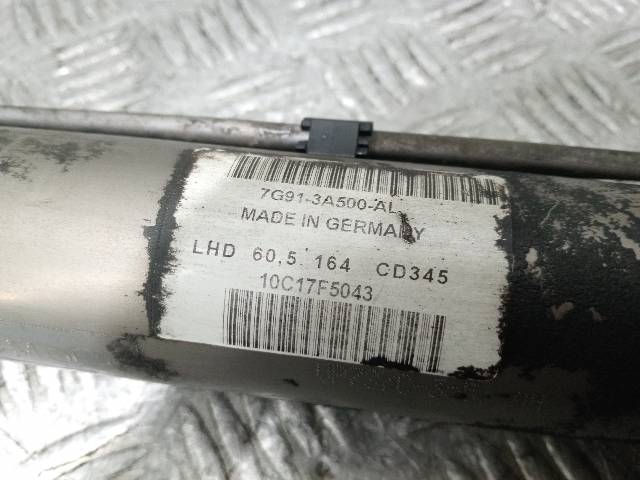 7G91-3A500-AL
MADE IN GERMANY
LHD 60,5 164 CD345
10C17F5043